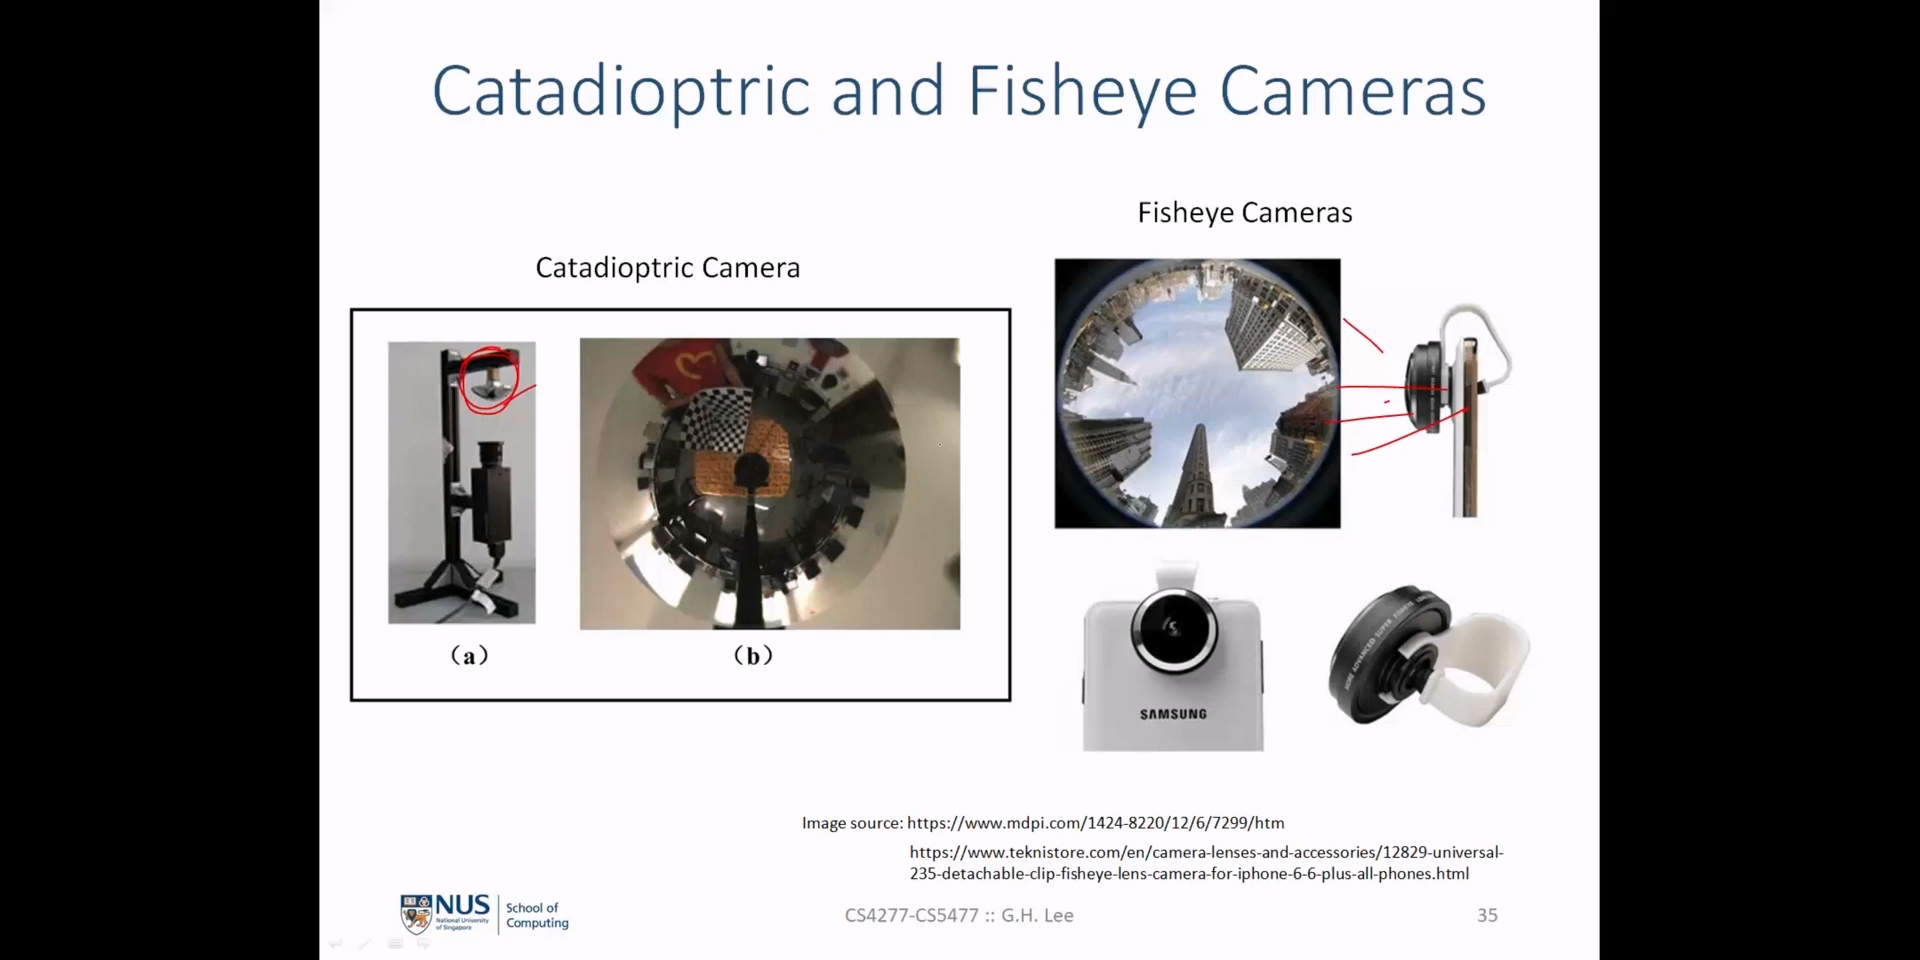 Catadioptric and Fisheye Cameras
Fisheye Cameras
Catadioptric Camera
(a)
(b)
SAMSUNG
Image source: https://www.mdpi.com/1424-8220/12/6/7299/htm
https://www.teknistore.com/en/camera-lenses-and-accessories/12829-universal-
235-detachable-clip-fisheye-lens-camera-for-iphone-6-6-plus-all-phones.html
NUS
National University
of Singapore
School of
Computing
CS4277-CS5477 :: G.H. Lee
35